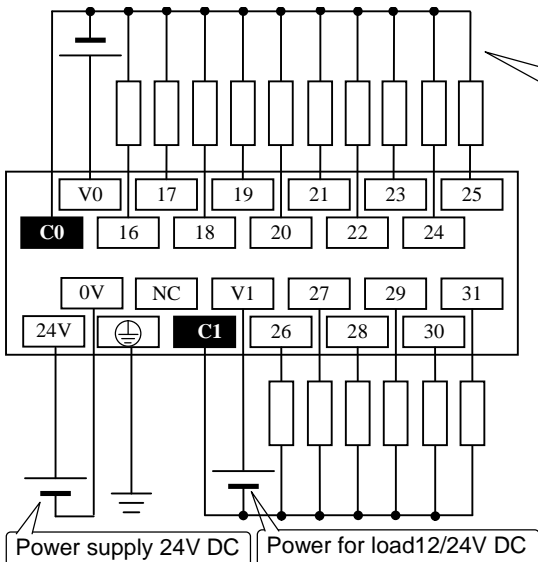 V0 17 19 21 23 25
C0 16 18 20 22 24
0V NC V1 27 29 31
24V C1 26 28 30
Power supply 24V DC
Power for load12/24V DC